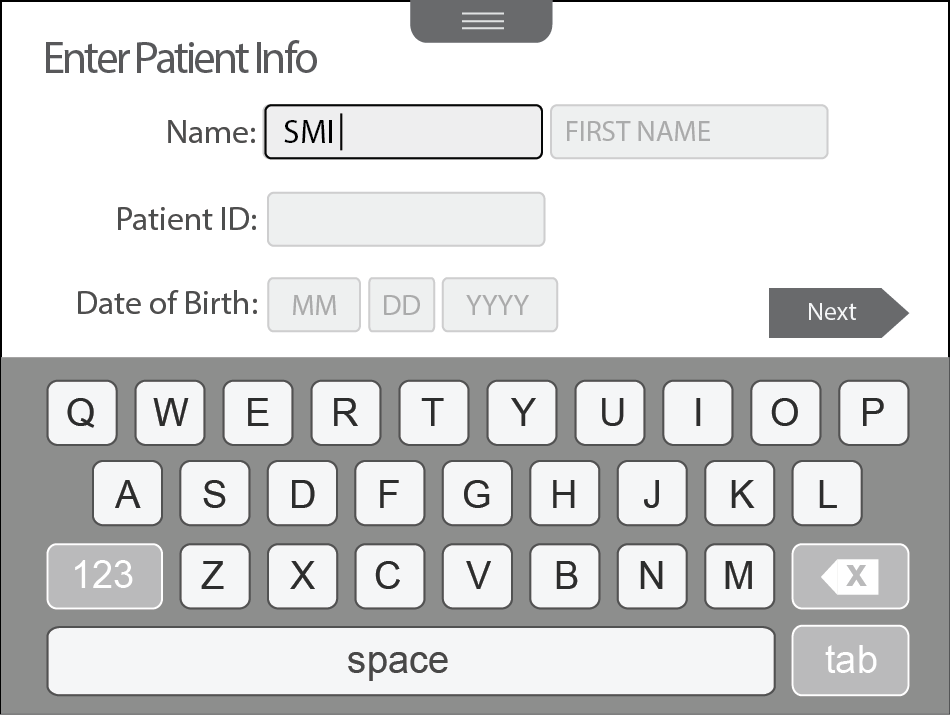 Enter Patient Info
Name: SMI FIRST NAME
Patient ID:
Date of Birth: MM DD YYYY
Next
Q W E R T Y U I O P
A S D F G H J K L
123 Z X C V B N M X
space tab